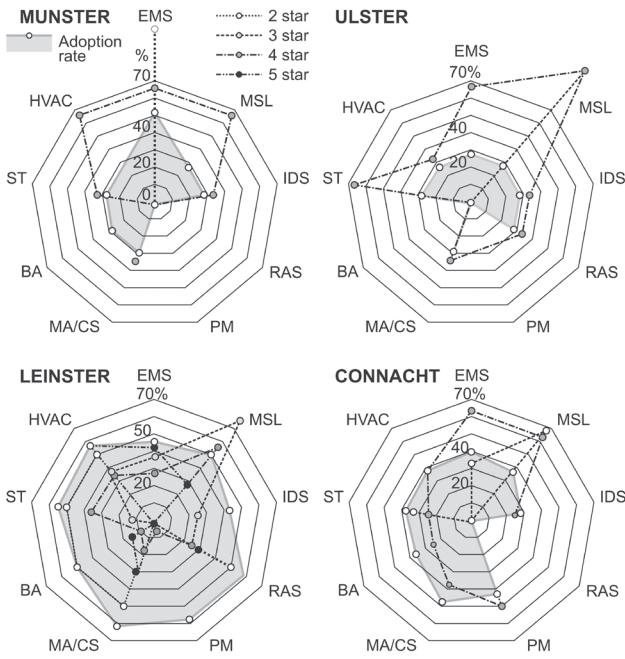 MUNSTER
EMS
Adoption
rate
2 star
3 star
4 star
5 star
%
70
40
20
0
HVAC
MSL
ST
IDS
BA
RAS
MA/CS
PM
ULSTER
EMS
70%
40
20
HVAC
MSL
ST
IDS
BA
RAS
MA/CS
PM
LEINSTER
EMS
70%
50
20
HVAC
MSL
ST
IDS
BA
RAS
MA/CS
PM
CONNACHT
EMS
70%
40
20
HVAC
MSL
ST
IDS
BA
RAS
MA/CS
PM